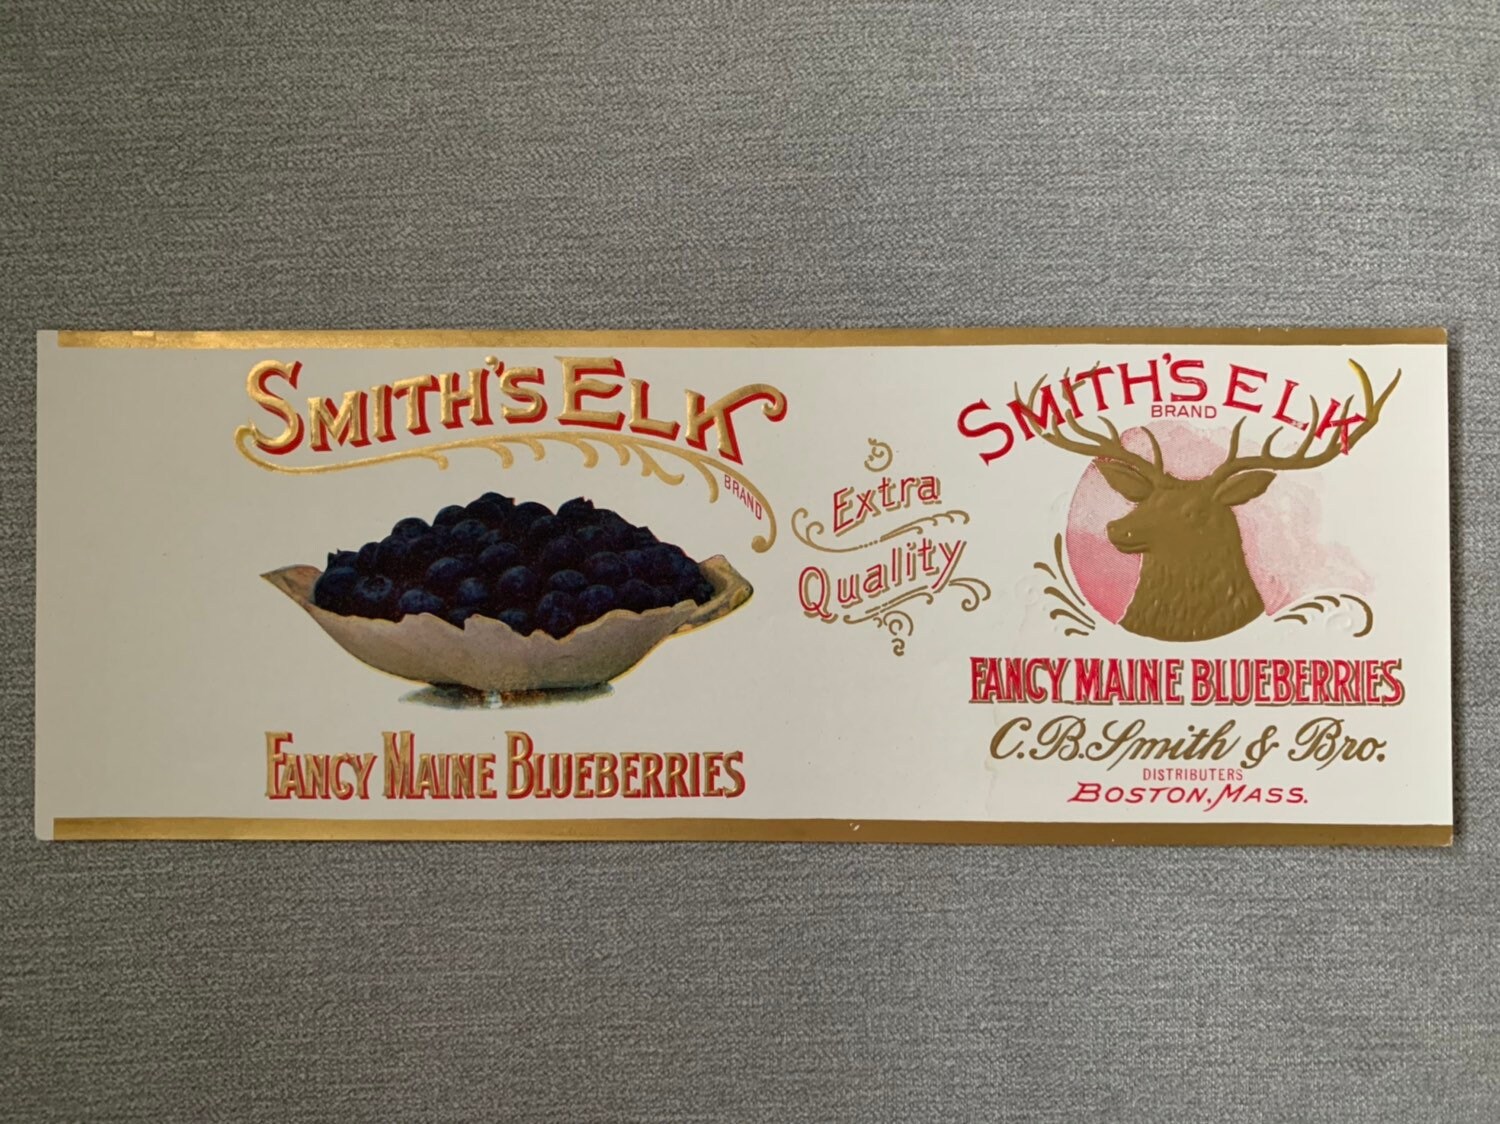 SMITH'S ELK
BRAND
FANCY MAINE BLUEBERRIES
Extra
Quality
SMITH'S ELK
BRAND
FANCY MAINE BLUEBERRIES
C.B. Smith & Bro.
DISTRIBUTERS
BOSTON, MASS.